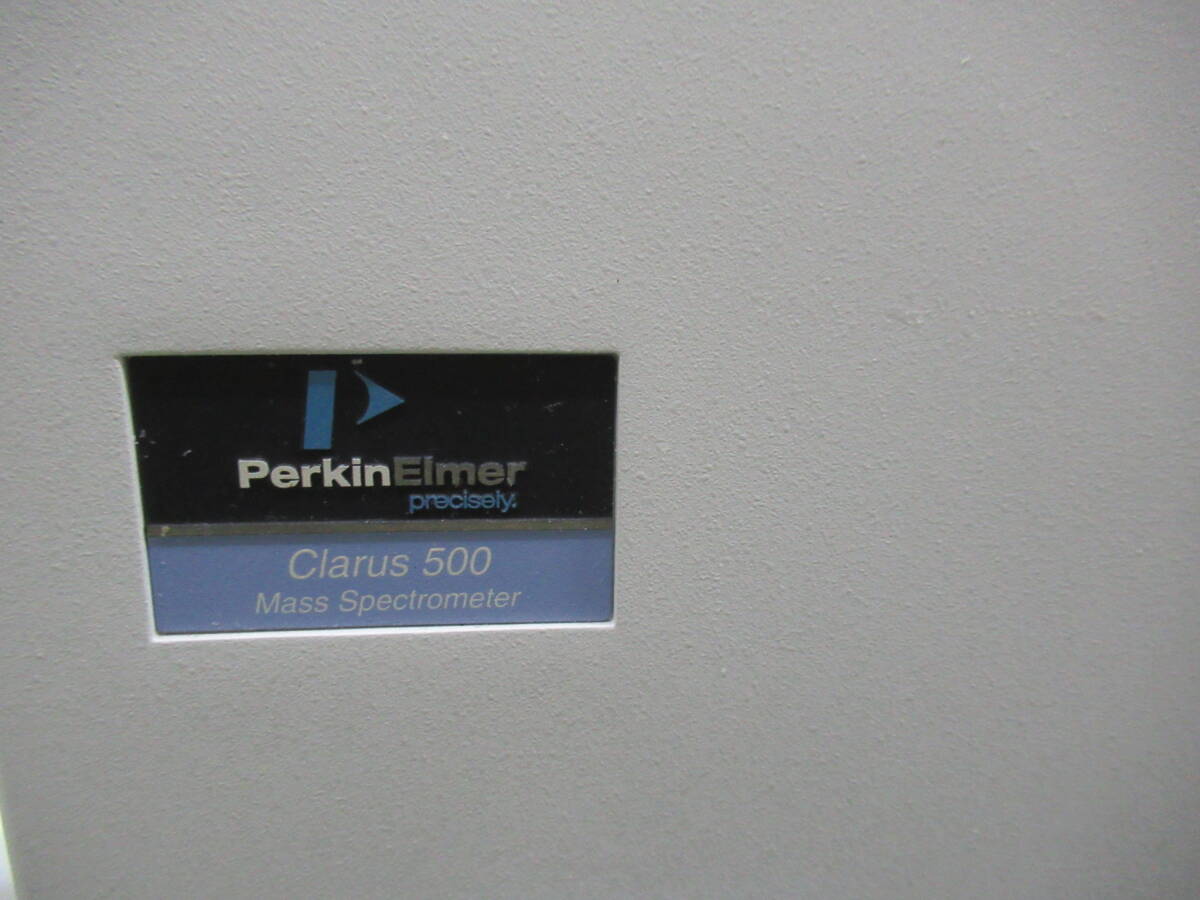 PerkinElmer
precisely.
Clarus 500
Mass Spectrometer